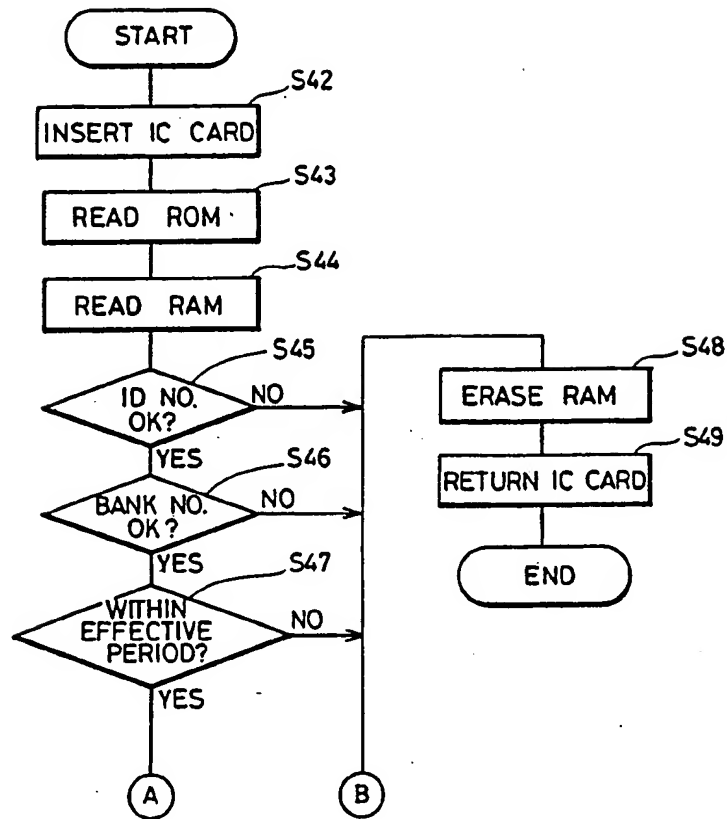 START
S42
INSERT IC CARD
S43
READ ROM
S44
READ RAM
S45
ID NO.
OK?
NO
YES
S46
BANK NO.
OK?
NO
YES
S47
WITHIN
EFFECTIVE
PERIOD?
NO
YES
A
B
S48
ERASE RAM
S49
RETURN IC CARD
END